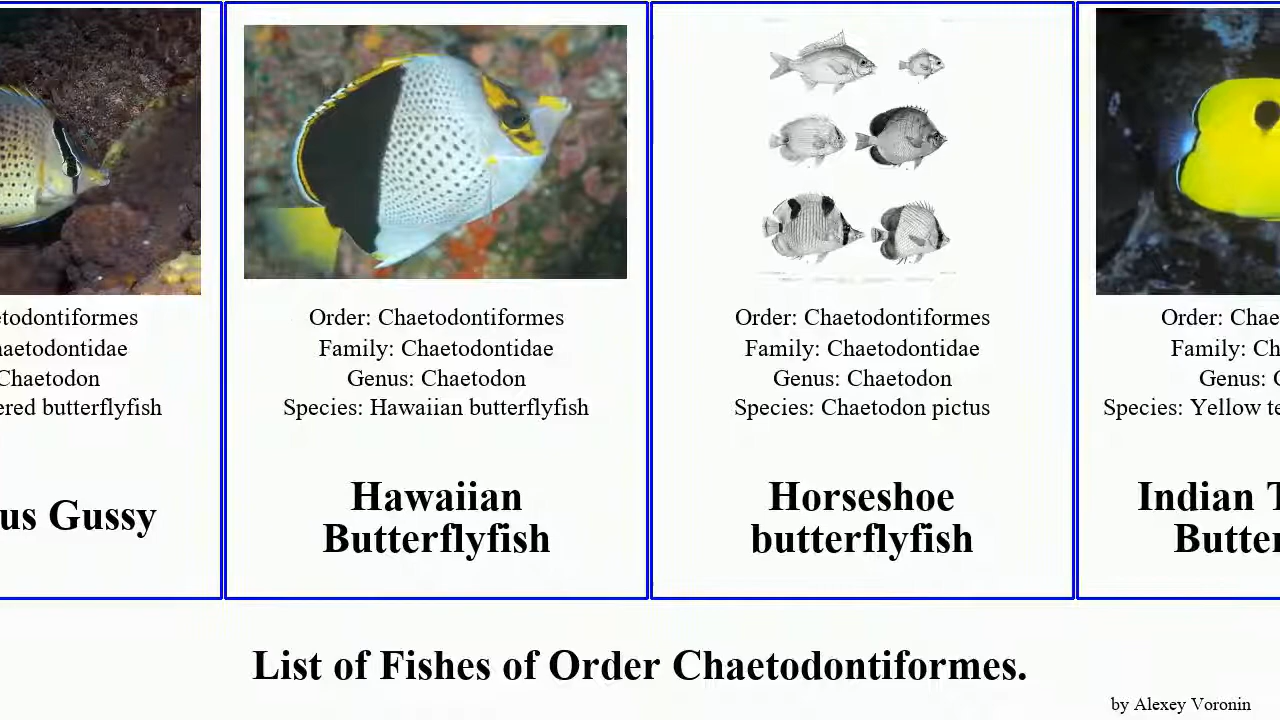 etodontiformes
aetodontidae
Chaetodon
ered butterflyfish
us Gussy
Order: Chaetodontiformes
Family: Chaetodontidae
Genus: Chaetodon
Species: Hawaiian butterflyfish
Hawaiian
Butterflyfish
Order: Chaetodontiformes
Family: Chaetodontidae
Genus: Chaetodon
Species: Chaetodon pictus
Horseshoe
butterflyfish
Order: Chae
Family: Ch
Genus: C
Species: Yellow te
Indian T
Butter
List of Fishes of Order Chaetodontiformes.
by Alexey Voronin